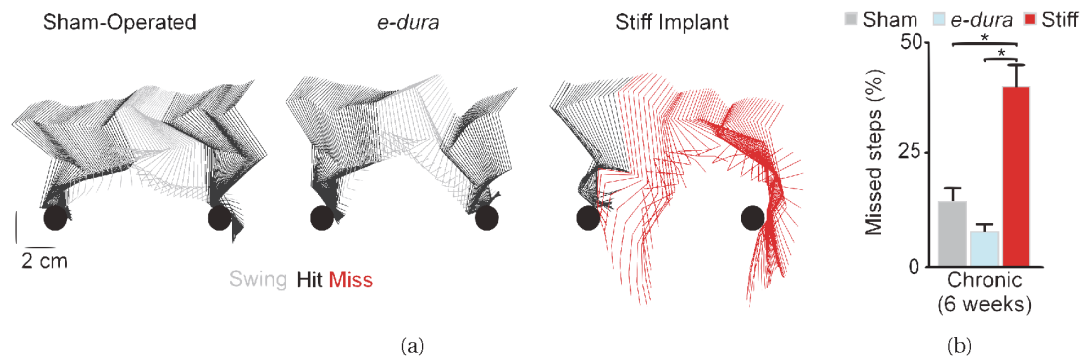 Sham-Operated
e-dura
Stiff Implant
2 cm
Swing Hit Miss
(a)
Sham e-dura Stiff
50
*
*
25
0
Missed steps (%)
Chronic
(6 weeks)
(b)